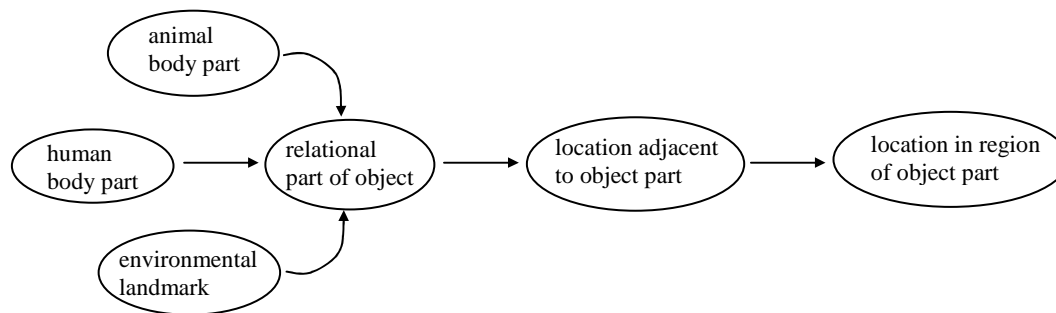 animal
body part
human
body part
relational
part of object
location adjacent
to object part
location in region
of object part
environmental
landmark